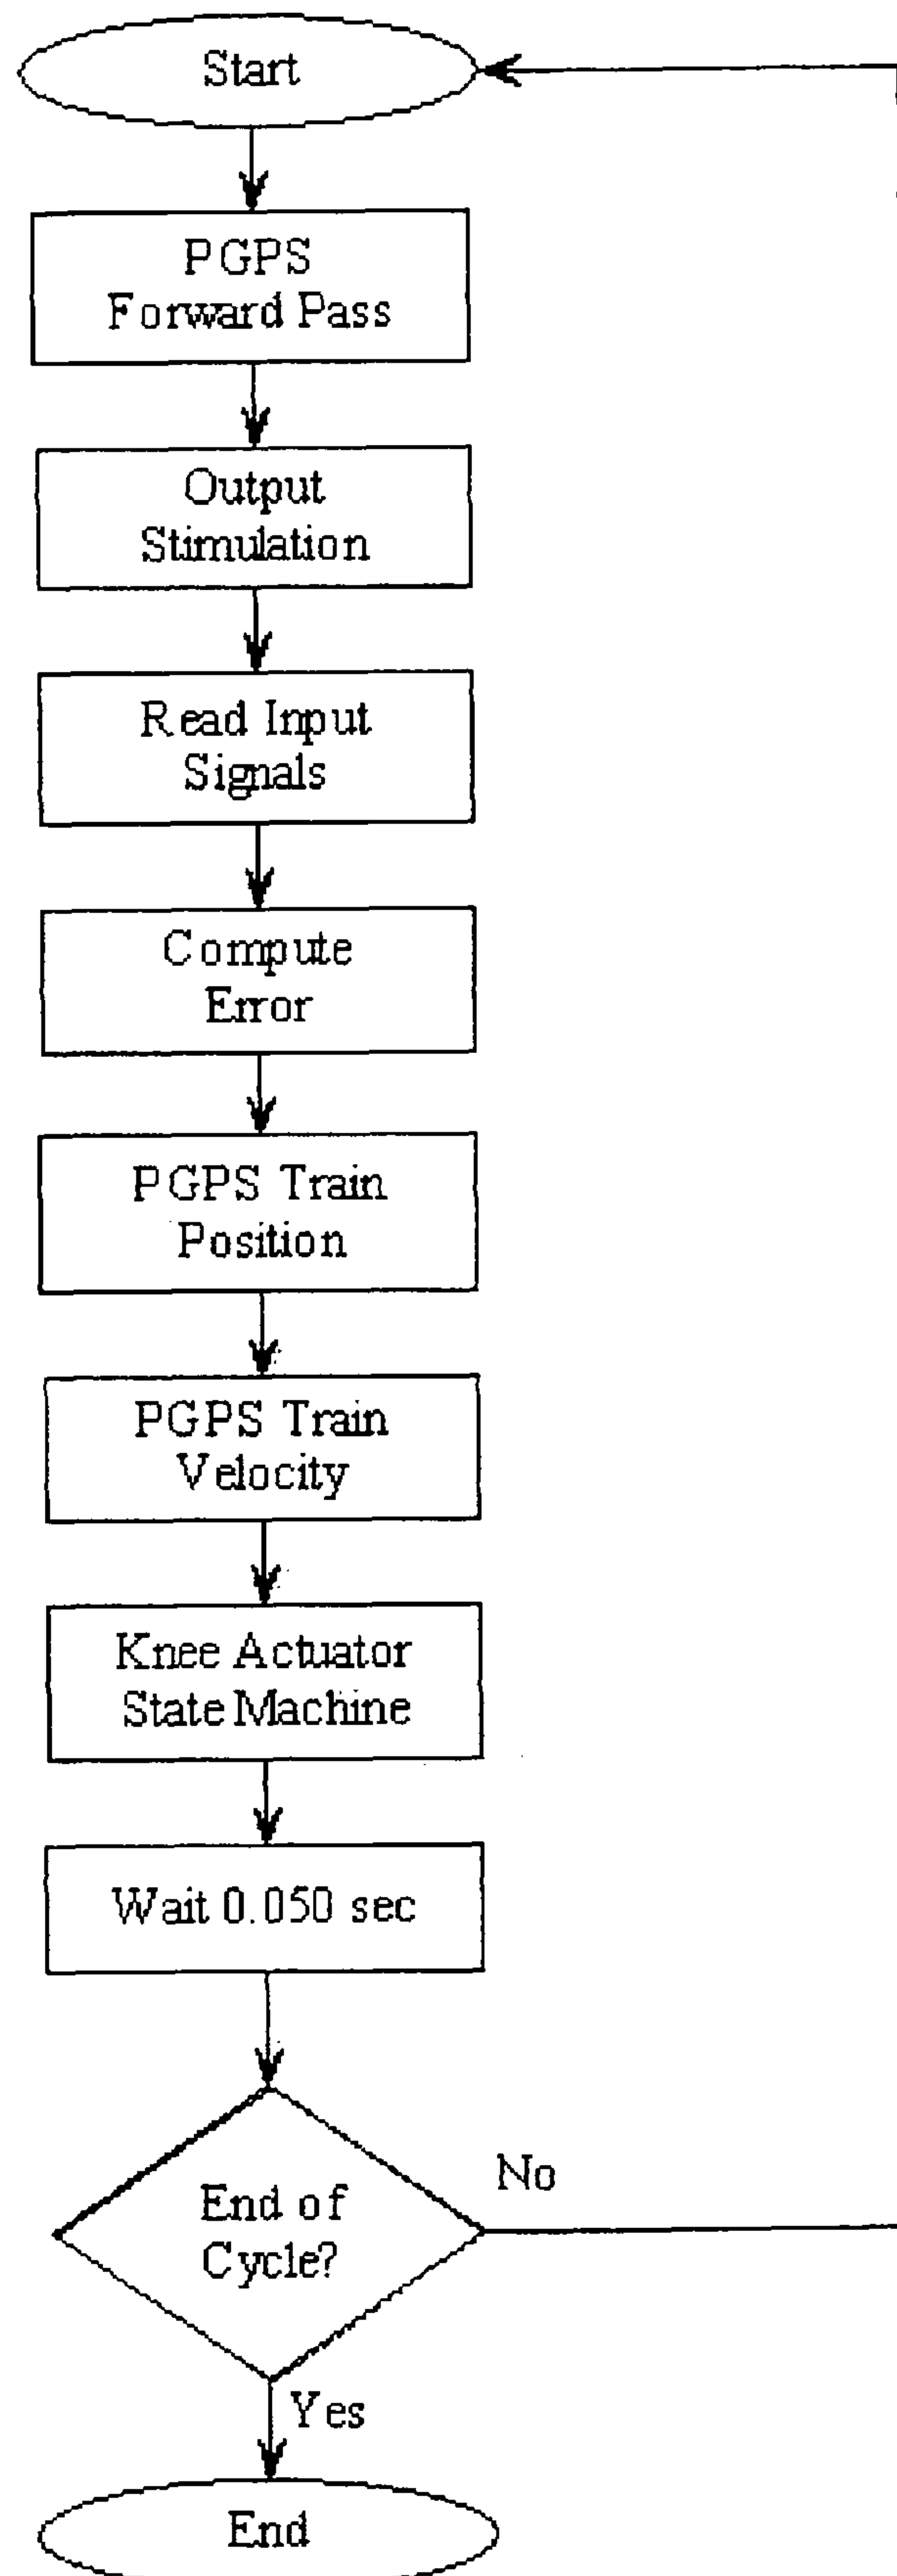 Start
PGPS
Forward Pass
Output
Stimulation
Read Input
Signals
Compute
Error
PGPS Train
Position
PGPS Train
Velocity
Knee Actuator
State Machine
Wait 0.050 sec
End of
Cycle?
No
Yes
End